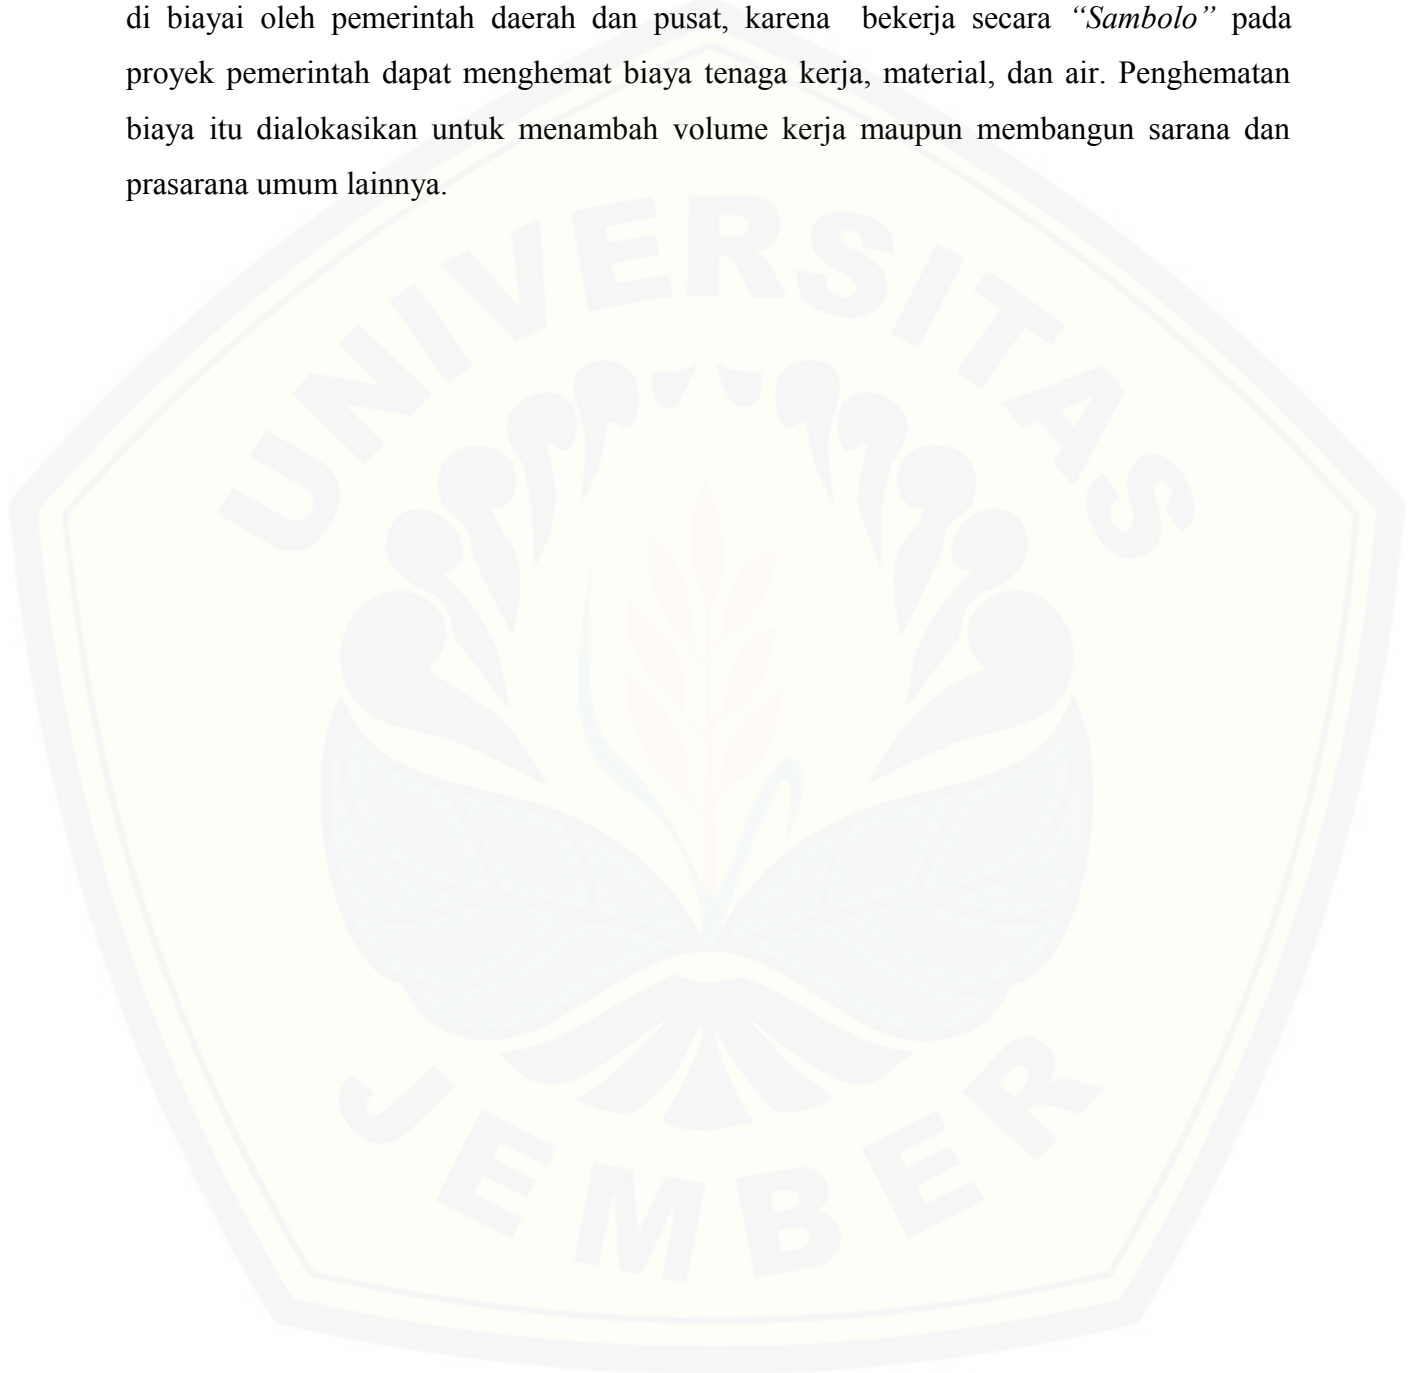 di biayai oleh pemerintah daerah dan pusat, karena bekerja secara “Sambolo” pada
proyek pemerintah dapat menghemat biaya tenaga kerja, material, dan air. Penghematan
biaya itu dialokasikan untuk menambah volume kerja maupun membangun sarana dan
prasarana umum lainnya.
UNIVERSITAS
JEMBER